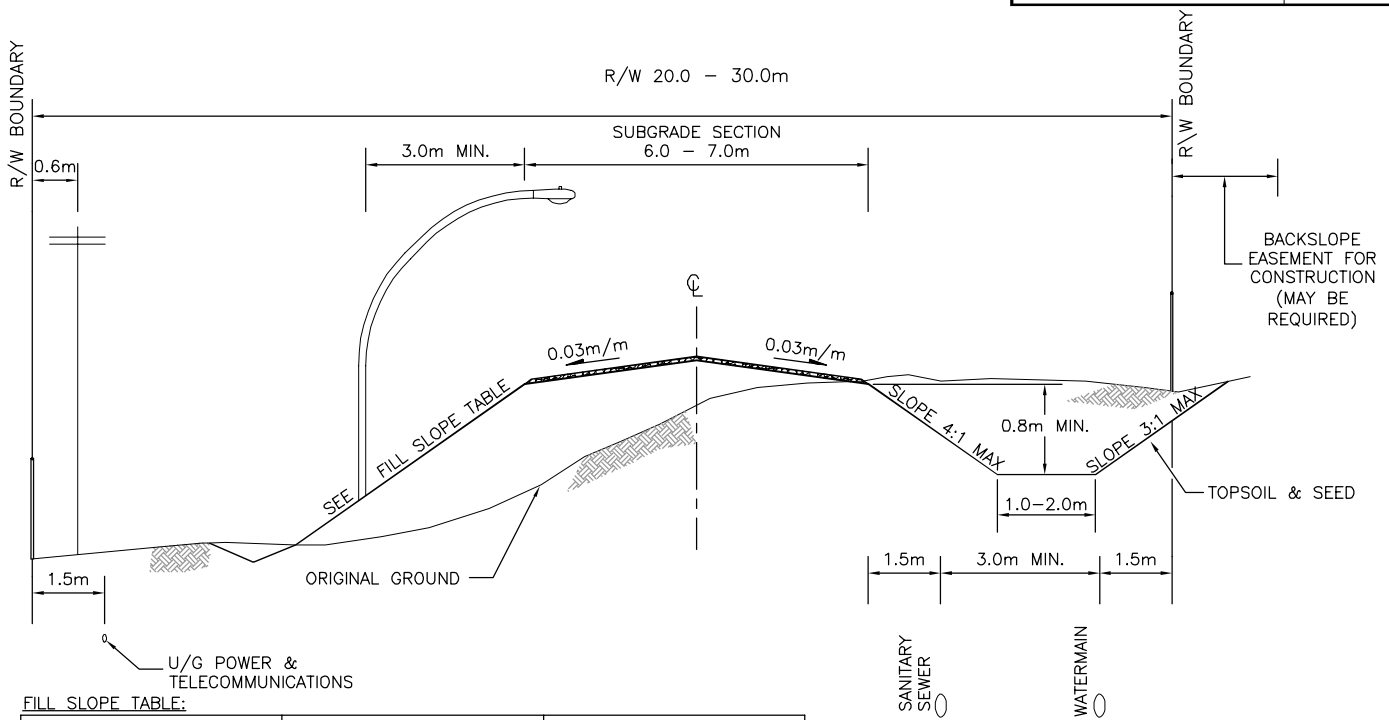 R/W BOUNDARY
R\W BOUNDARY
R/W 20.0 - 30.0m
0.6m
3.0m MIN.
SUBGRADE SECTION
6.0 - 7.0m
BACKSLOPE
EASEMENT FOR
CONSTRUCTION
(MAY BE
REQUIRED)
℄
0.03m/m
0.03m/m
SEE FILL SLOPE TABLE
SLOPE 4:1 MAX
0.8m MIN.
SLOPE 3:1 MAX
TOPSOIL & SEED
1.0-2.0m
ORIGINAL GROUND
1.5m
1.5m
3.0m MIN.
1.5m
U/G POWER &
TELECOMMUNICATIONS
SANITARY
SEWER
WATERMAIN
FILL SLOPE TABLE: